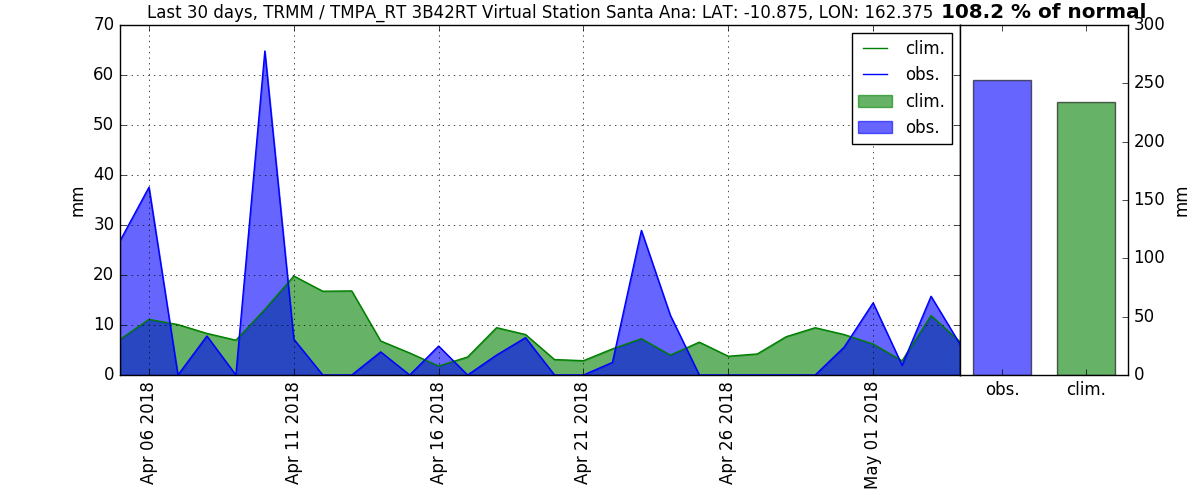 Last 30 days, TRMM / TMPA_RT 3B42RT Virtual Station Santa Ana: LAT: -10.875, LON: 162.375 108.2 % of normal
70
60
50
40
30
20
10
0
mm
clim.
obs.
clim.
obs.
Apr 06 2018
Apr 11 2018
Apr 16 2018
Apr 21 2018
Apr 26 2018
May 01 2018
300
250
200
150
100
50
0
mm
obs. clim.